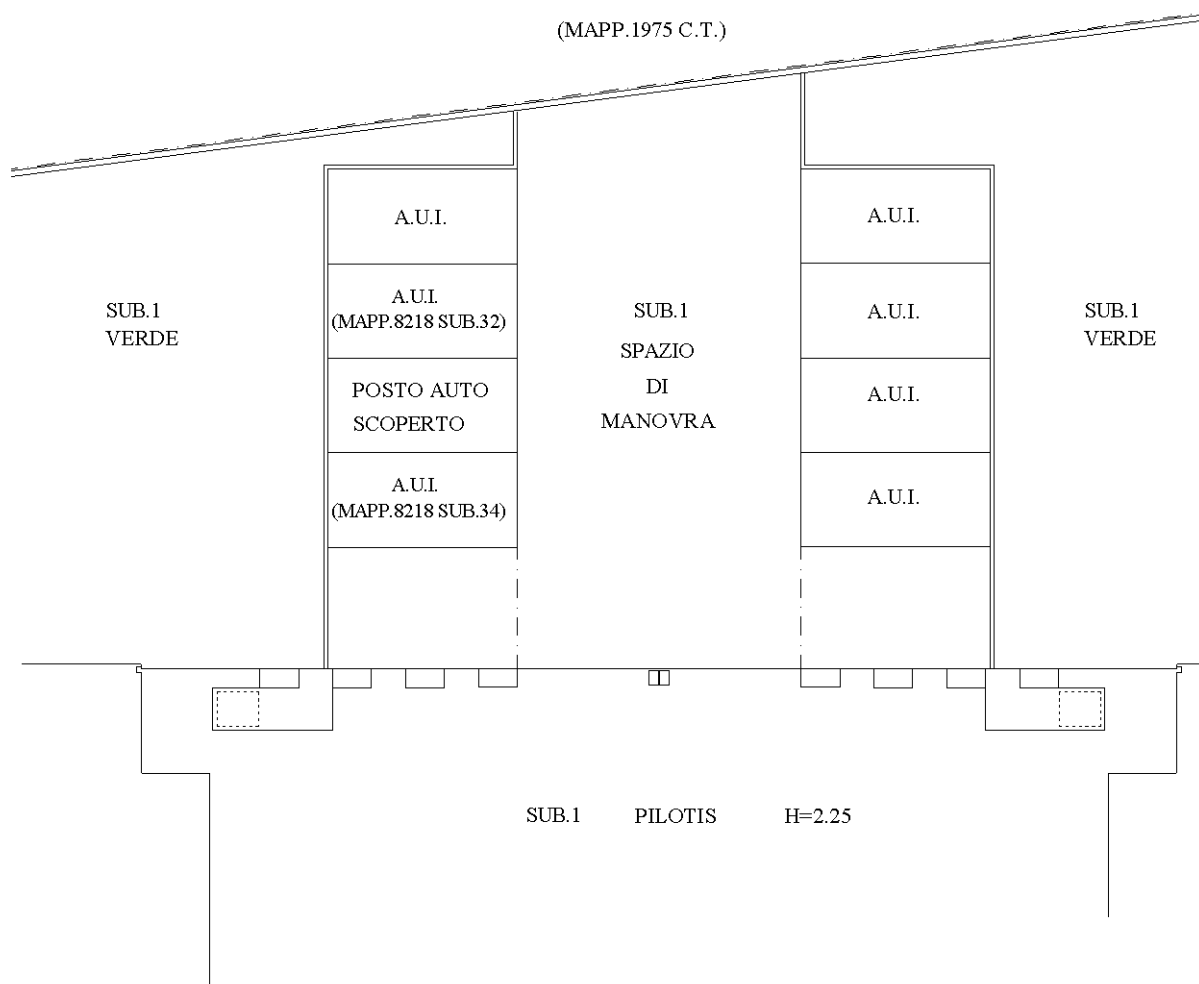 (MAPP.1975 C.T.)
A.U.I.
A.U.I.
SUB.1
VERDE
A.U.I.
(MAPP.8218 SUB.32)
SUB.1
SPAZIO
DI
MANOVRA
A.U.I.
SUB.1
VERDE
POSTO AUTO
SCOPERTO
A.U.I.
A.U.I.
(MAPP.8218 SUB.34)
A.U.I.
SUB.1 PILOTIS H=2.25